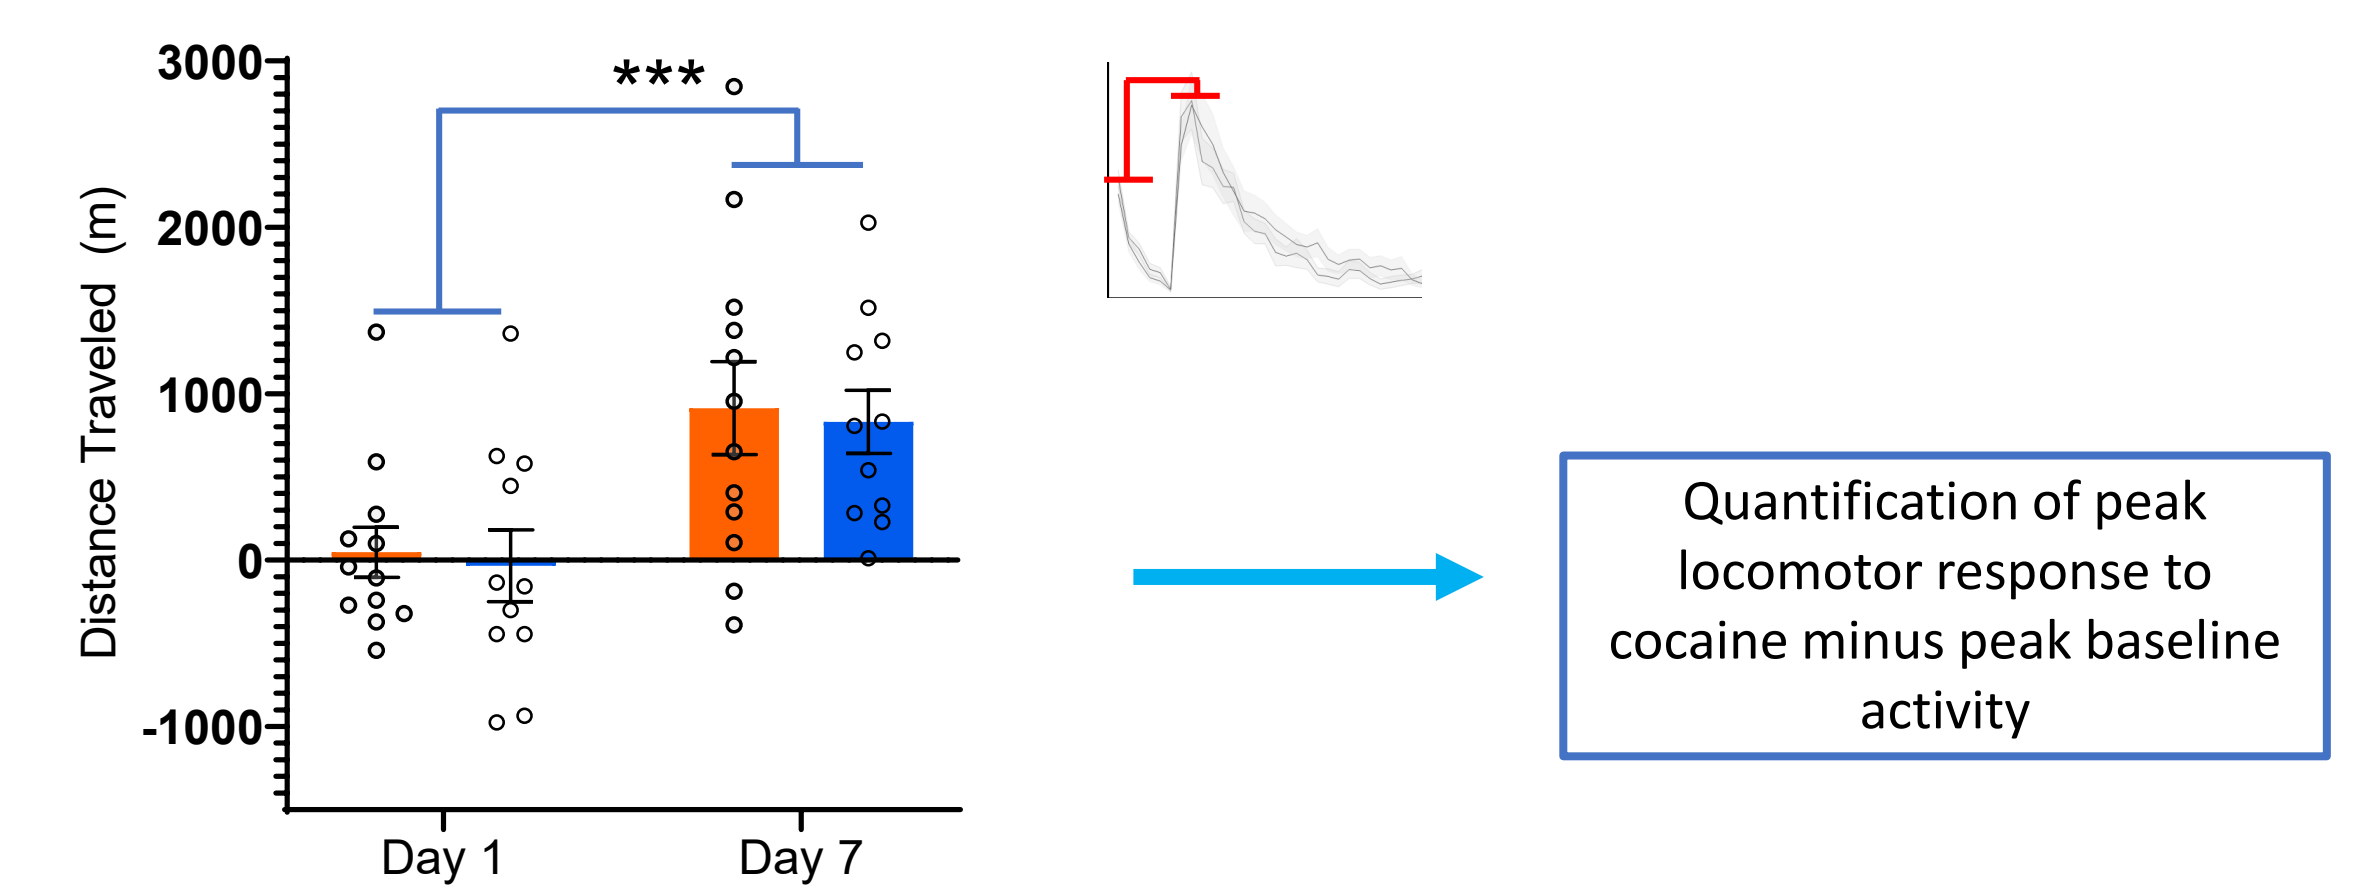 3000
2000
1000
0
-1000
Distance Traveled (m)
***
Day 1
Day 7
Quantification of peak
locomotor response to
cocaine minus peak baseline
activity